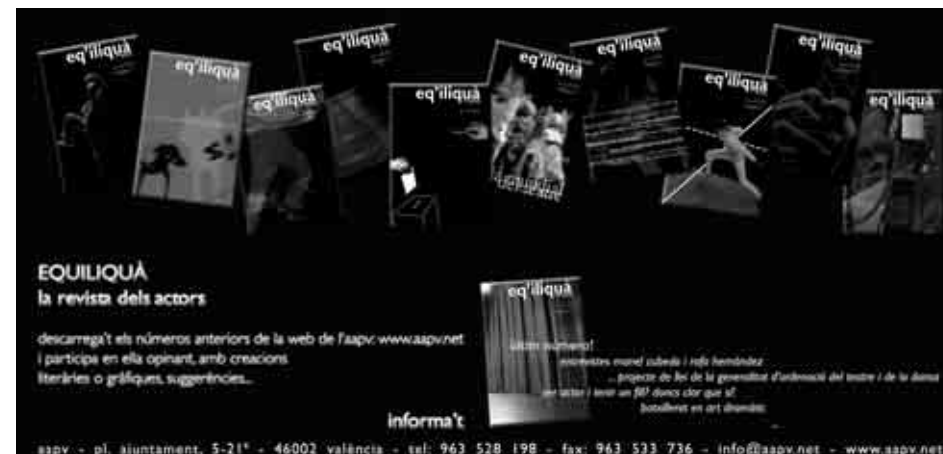 eq'iliquà
eq'iliquà
eq'iliquà
eq'iliquà
eq'iliquà
eq'iliquà
eq'iliquà
eq'iliquà
eq'iliquà
eq'iliquà
EQUILIQUÀ
la revista dels actors
descarrega't els números anteriors de la web de l'aapv: www.aapv.net
i participa en ella opinant, amb creacions
literàries o gràfiques, suggerències...
eq'iliquà
últim número!
entrevistes manel cubedo i rafa hernández
... projecte de llei de la generalitat d'ordenació del teatre i de la dansa
ser actor i tenir un fill? doncs clar que sí!
batxillerat en art dramàtic
...
informa't
aapv - pl. ajuntament, 5-21ª - 46002 valència - tel: 963 528 198 - fax: 963 533 736 - info@aapv.net - www.aapv.net